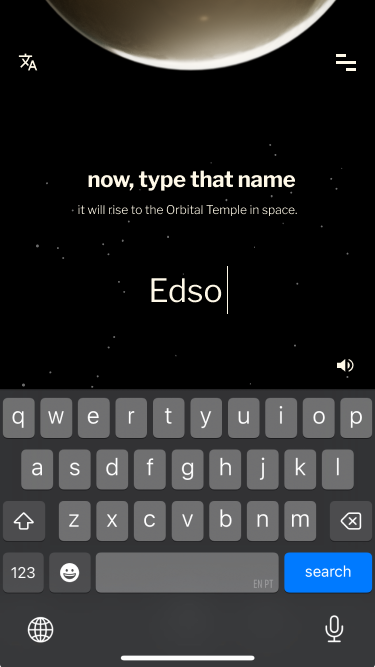 now, type that name
it will rise to the Orbital Temple in space.
Edso
q w e r t y u i o p
a s d f g h j k l
z x c v b n m
123 EN PT search